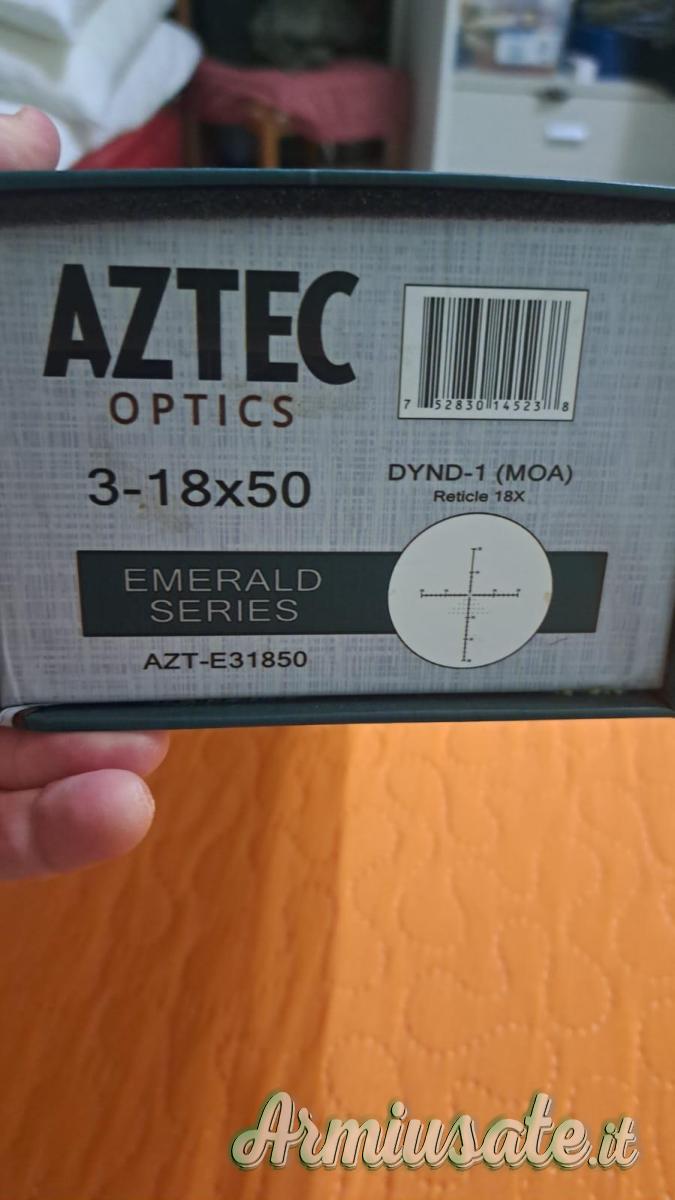 AZTEC
OPTICS
7 52830 14523 8
3-18x50
DYND-1 (MOA)
Reticle 18X
EMERALD
SERIES
AZT-E31850
Armiusate.it